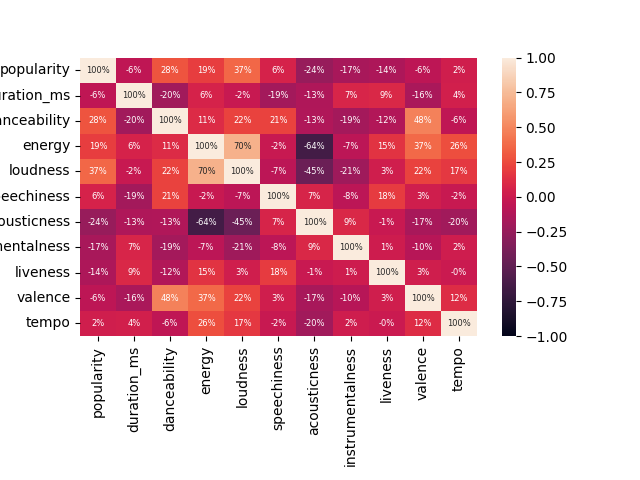 popularity 100% -6% 28% 19% 37% 6% -24% -17% -14% -6% 2%
uration_ms -6% 100% -20% 6% -2% -19% -13% 7% 9% -16% 4%
anceability 28% -20% 100% 11% 22% 21% -13% -19% -12% 48% -6%
energy 19% 6% 11% 100% 70% -2% -64% -7% 15% 37% 26%
loudness 37% -2% 22% 70% 100% -7% -45% -21% 3% 22% 17%
eechiness 6% -19% 21% -2% -7% 100% 7% -8% 18% 3% -2%
ousticness -24% -13% -13% -64% -45% 7% 100% 9% -1% -17% -20%
mentalness -17% 7% -19% -7% -21% -8% 9% 100% 1% -10% 2%
liveness -14% 9% -12% 15% 3% 18% -1% 1% 100% 3% -0%
valence -6% -16% 48% 37% 22% 3% -17% -10% 3% 100% 12%
tempo 2% 4% -6% 26% 17% -2% -20% 2% -0% 12% 100%
popularity
duration_ms
danceability
energy
loudness
speechiness
acousticness
instrumentalness
liveness
valence
tempo
1.00
0.75
0.50
0.25
0.00
−0.25
−0.50
−0.75
−1.00